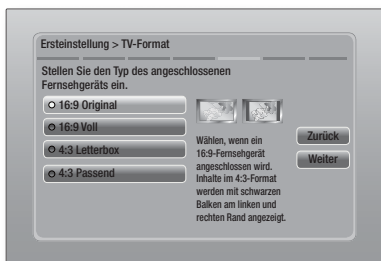 Ersteinstellung > TV-Format
Stellen Sie den Typ des angeschlossenen
Fernsehgeräts ein.
16:9 Original
16:9 Voll
4:3 Letterbox
4:3 Passend
Wählen, wenn ein
16:9-Fernsehgerät
angeschlossen wird.
Inhalte im 4:3-Format
werden mit schwarzen
Balken am linken und
rechten Rand angezeigt.
Zurück
Weiter